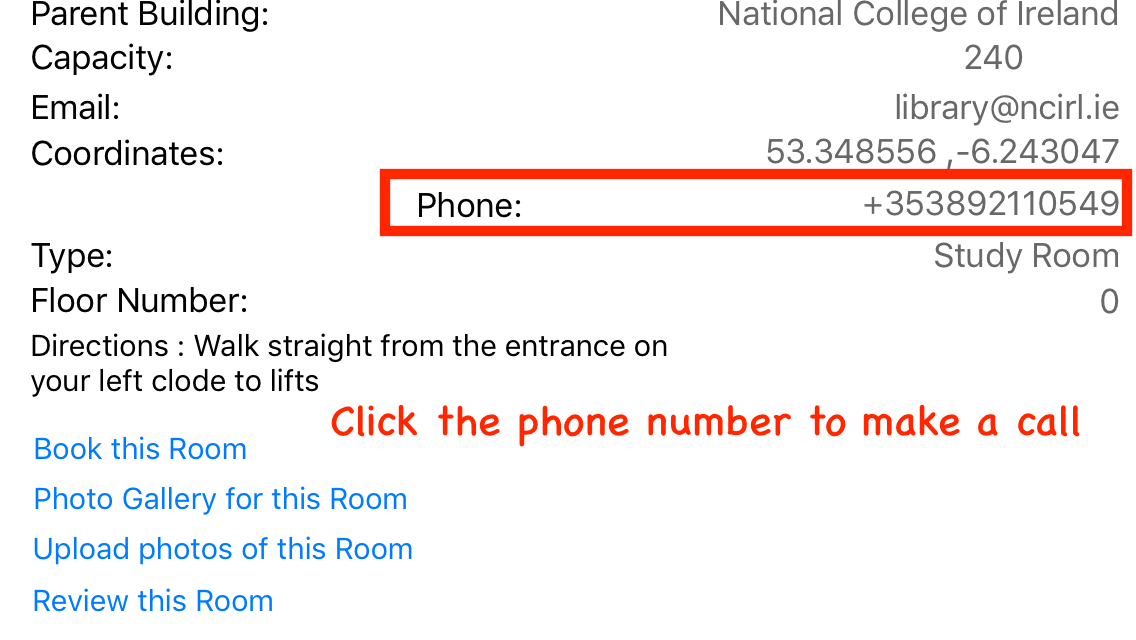 Parent Building: National College of Ireland
Capacity: 240
Email: library@ncirl.ie
Coordinates: 53.348556 ,-6.243047
Phone: +353892110549
Type: Study Room
Floor Number: 0
Directions : Walk straight from the entrance on
your left clode to lifts
Click the phone number to make a call
Book this Room
Photo Gallery for this Room
Upload photos of this Room
Review this Room